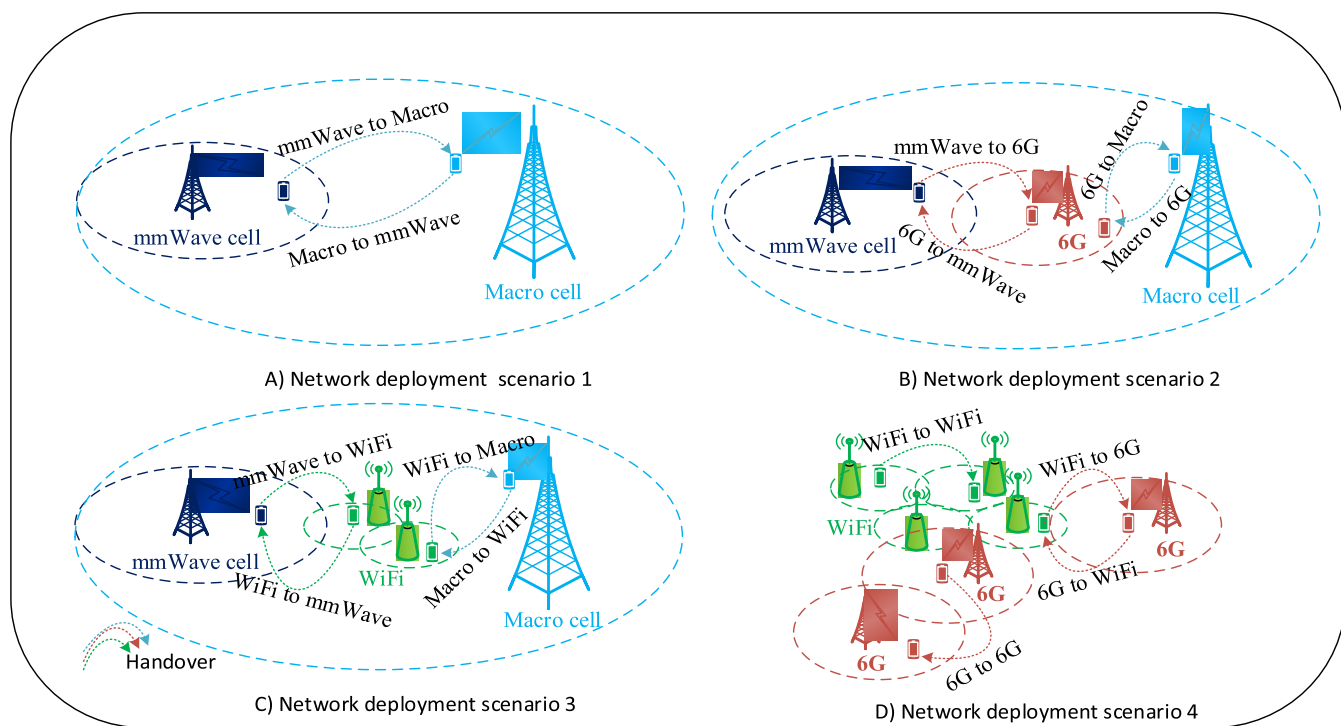 mmWave to Macro
mmWave cell
Macro to mmWave
Macro cell
A) Network deployment scenario 1
mmWave to 6G
6G to Macro
mmWave cell
6G to mmWave
6G
Macro to 6G
Macro cell
B) Network deployment scenario 2
mmWave to WiFi
WiFi to Macro
mmWave cell
WiFi
WiFi to mmWave
Macro to WiFi
Macro cell
Handover
C) Network deployment scenario 3
WiFi to WiFi
WiFi to 6G
WiFi
6G
6G
6G to WiFi
6G
6G to 6G
D) Network deployment scenario 4